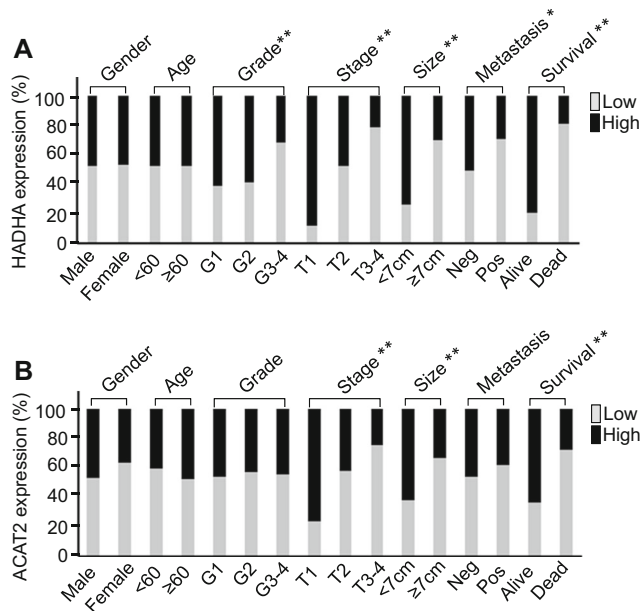 A
Gender
Age
Grade**
Stage **
Size **
Metastasis *
Survival **
HADHA expression (%)
100
80
60
40
20
0
Low
High
Male
Female
<60
≥60
G1
G2
G3-4
T1
T2
T3-4
<7cm
≥7cm
Neg
Pos
Alive
Dead
B
Gender
Age
Grade
Stage **
Size **
Metastasis
Survival **
ACAT2 expression (%)
100
80
60
40
20
0
Low
High
Male
Female
<60
≥60
G1
G2
G3-4
T1
T2
T3-4
<7cm
≥7cm
Neg
Pos
Alive
Dead